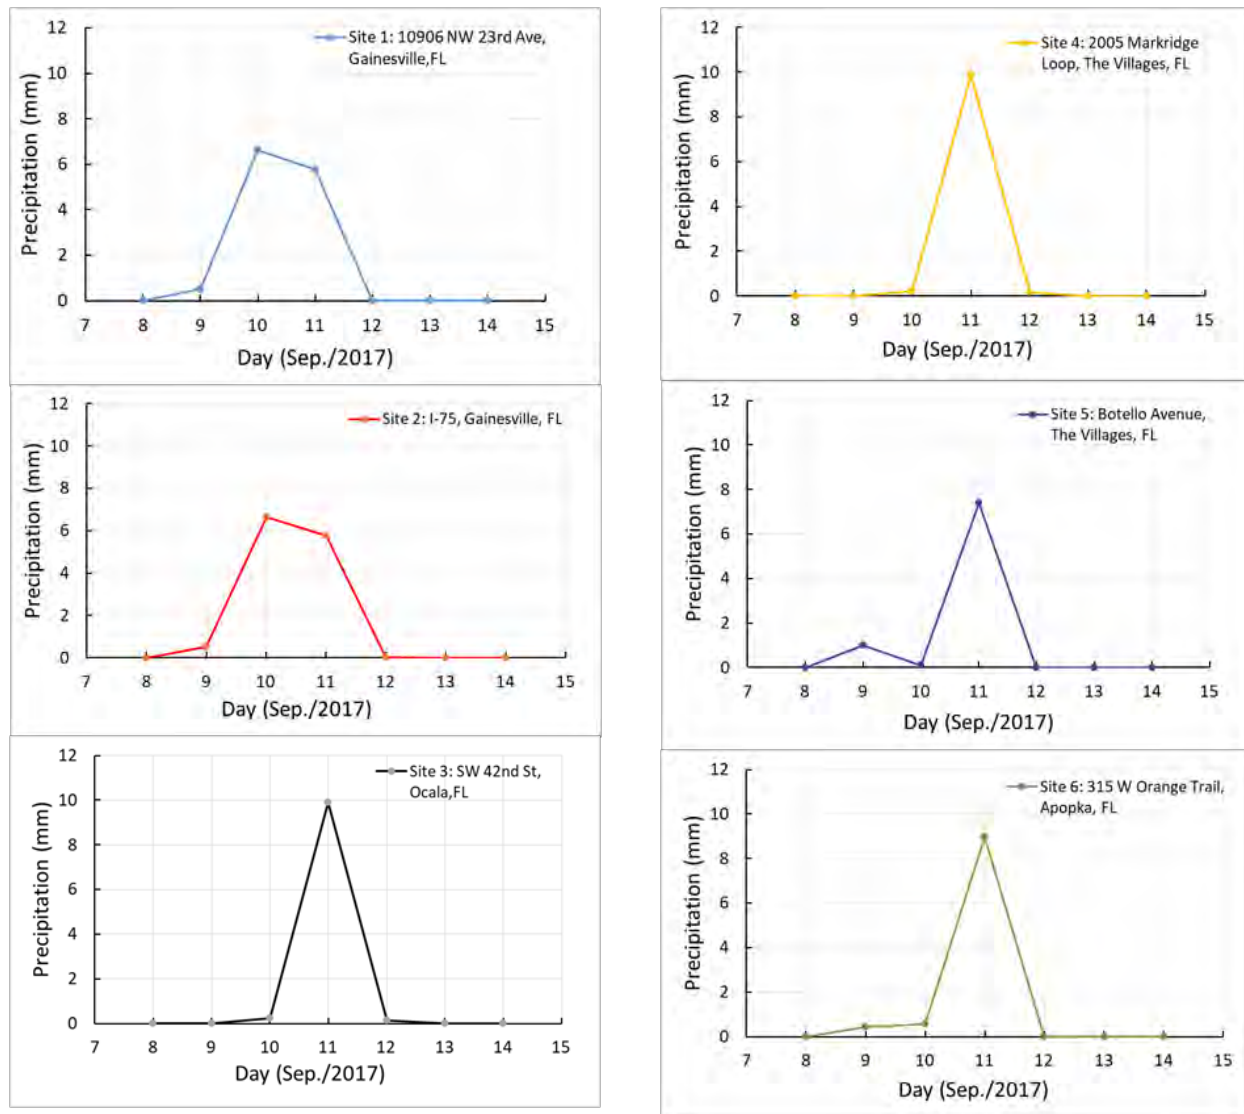 12
10
8
6
4
2
0
Precipitation (mm)
Site 1: 10906 NW 23rd Ave,
Gainesville,FL
7 8 9 10 11 12 13 14 15
Day (Sep./2017)
12
10
8
6
4
2
0
Precipitation (mm)
Site 2: I-75, Gainesville, FL
7 8 9 10 11 12 13 14 15
Day (Sep./2017)
12
10
8
6
4
2
0
Precipitation (mm)
Site 3: SW 42nd St,
Ocala,FL
7 8 9 10 11 12 13 14 15
Day (Sep./2017)
12
10
8
6
4
2
0
Precipitation (mm)
Site 4: 2005 Markridge
Loop, The Villages, FL
7 8 9 10 11 12 13 14 15
Day (Sep./2017)
12
10
8
6
4
2
0
Precipitation (mm)
Site 5: Botello Avenue,
The Villages, FL
7 8 9 10 11 12 13 14 15
Day (Sep./2017)
12
10
8
6
4
2
0
Precipitation (mm)
Site 6: 315 W Orange Trail,
Apopka, FL
7 8 9 10 11 12 13 14 15
Day (Sep./2017)